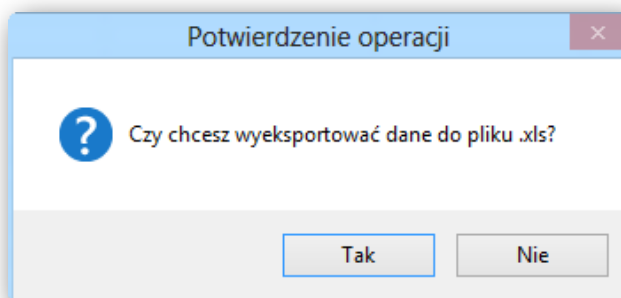 Potwierdzenie operacji
Czy chcesz wyeksportować dane do pliku .xls?
Tak
Nie